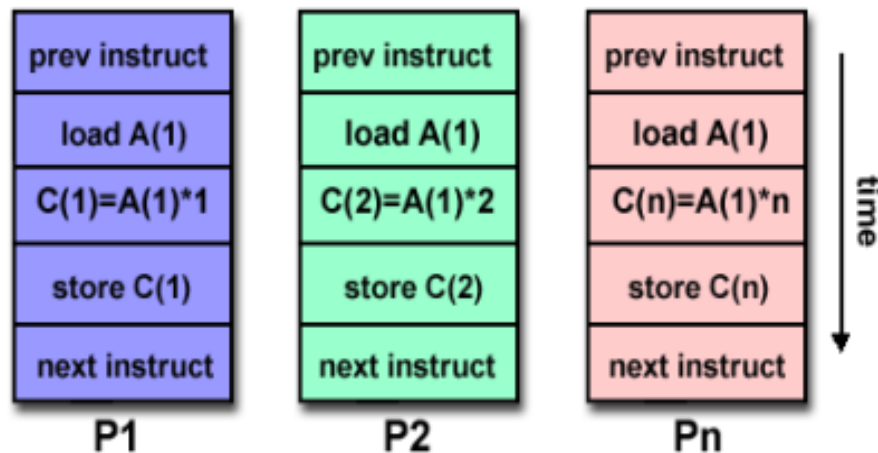 prev instruct
load A(1)
C(1)=A(1)*1
store C(1)
next instruct
P1
prev instruct
load A(1)
C(2)=A(1)*2
store C(2)
next instruct
P2
prev instruct
load A(1)
C(n)=A(1)*n
store C(n)
next instruct
Pn
time